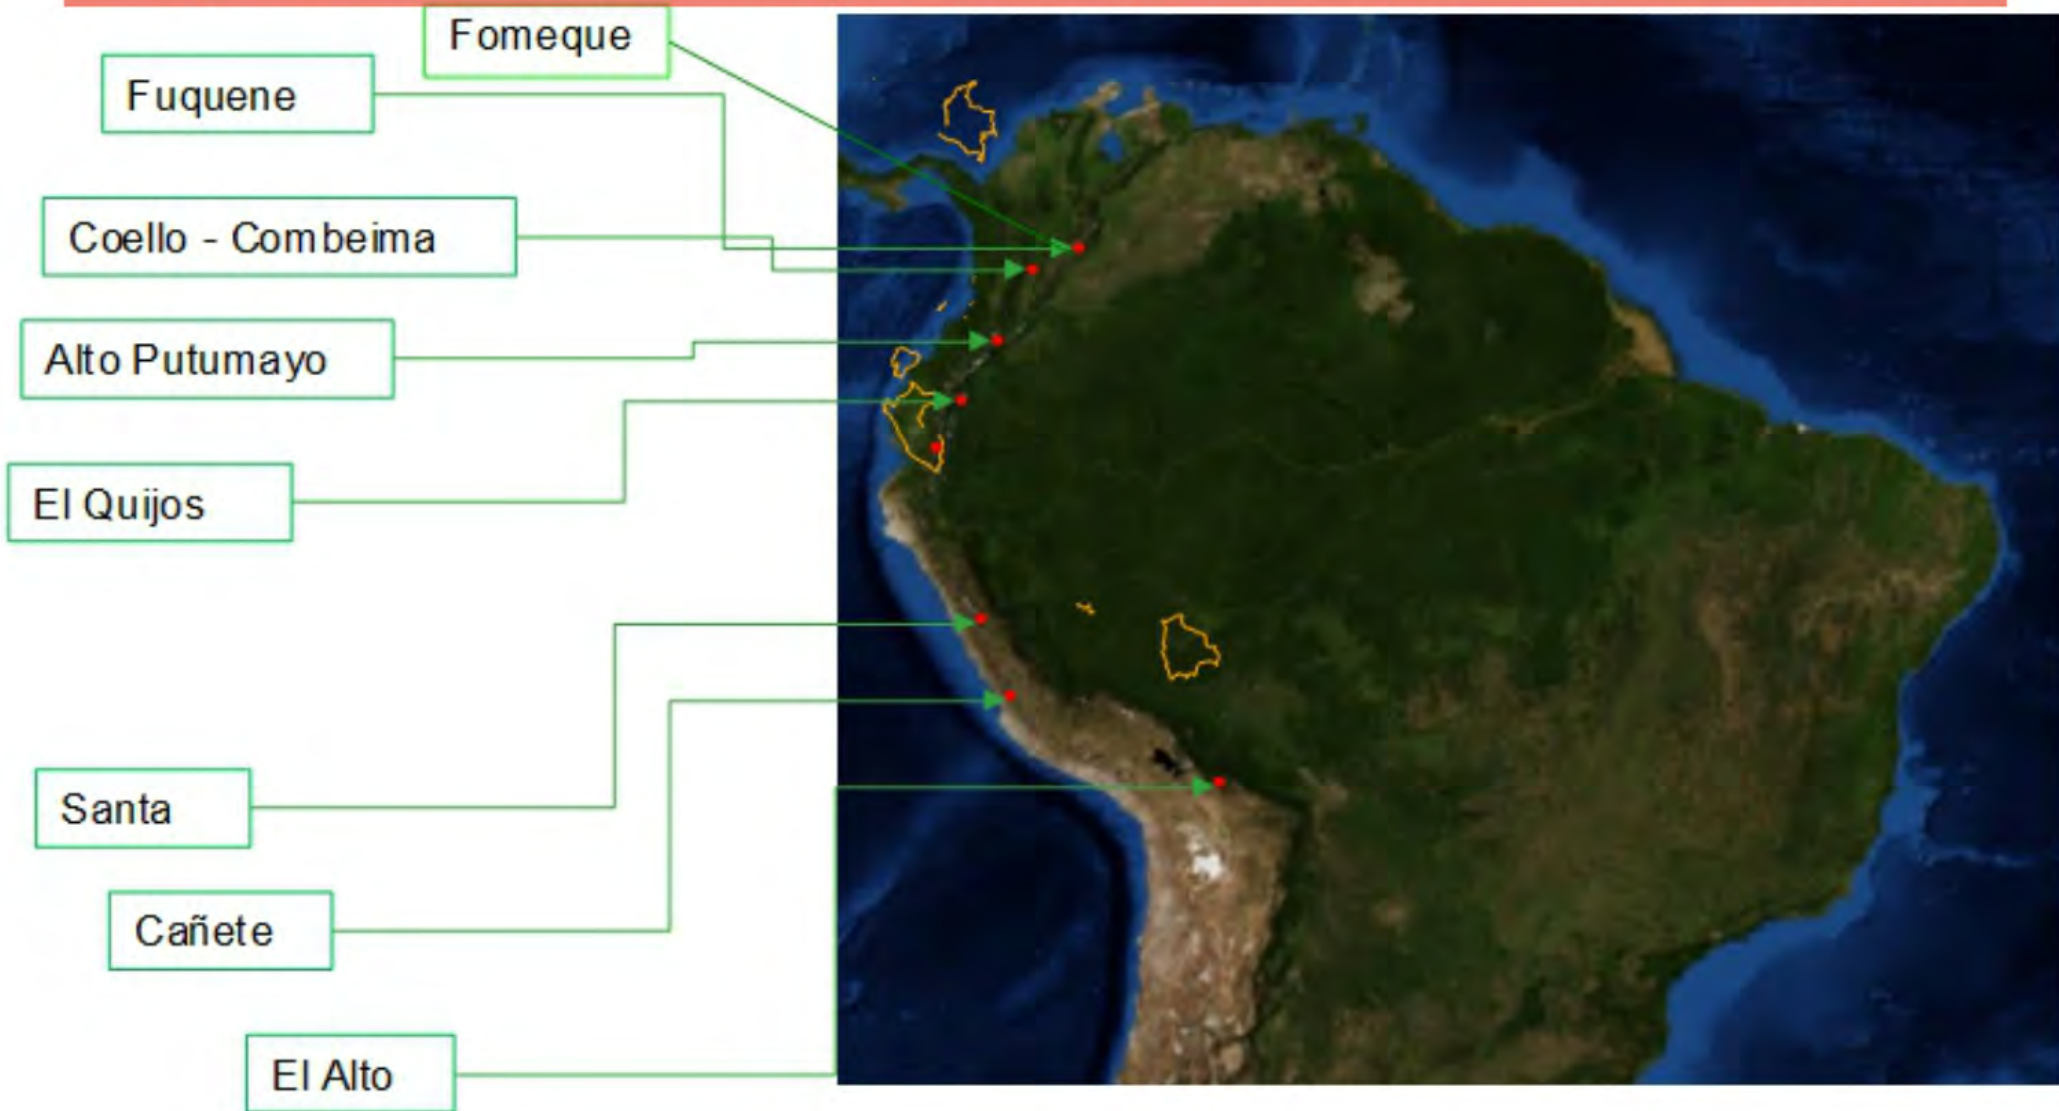 Fomeque
Fuquene
Coello - Combeima
Alto Putumayo
El Quijos
Santa
Cañete
El Alto